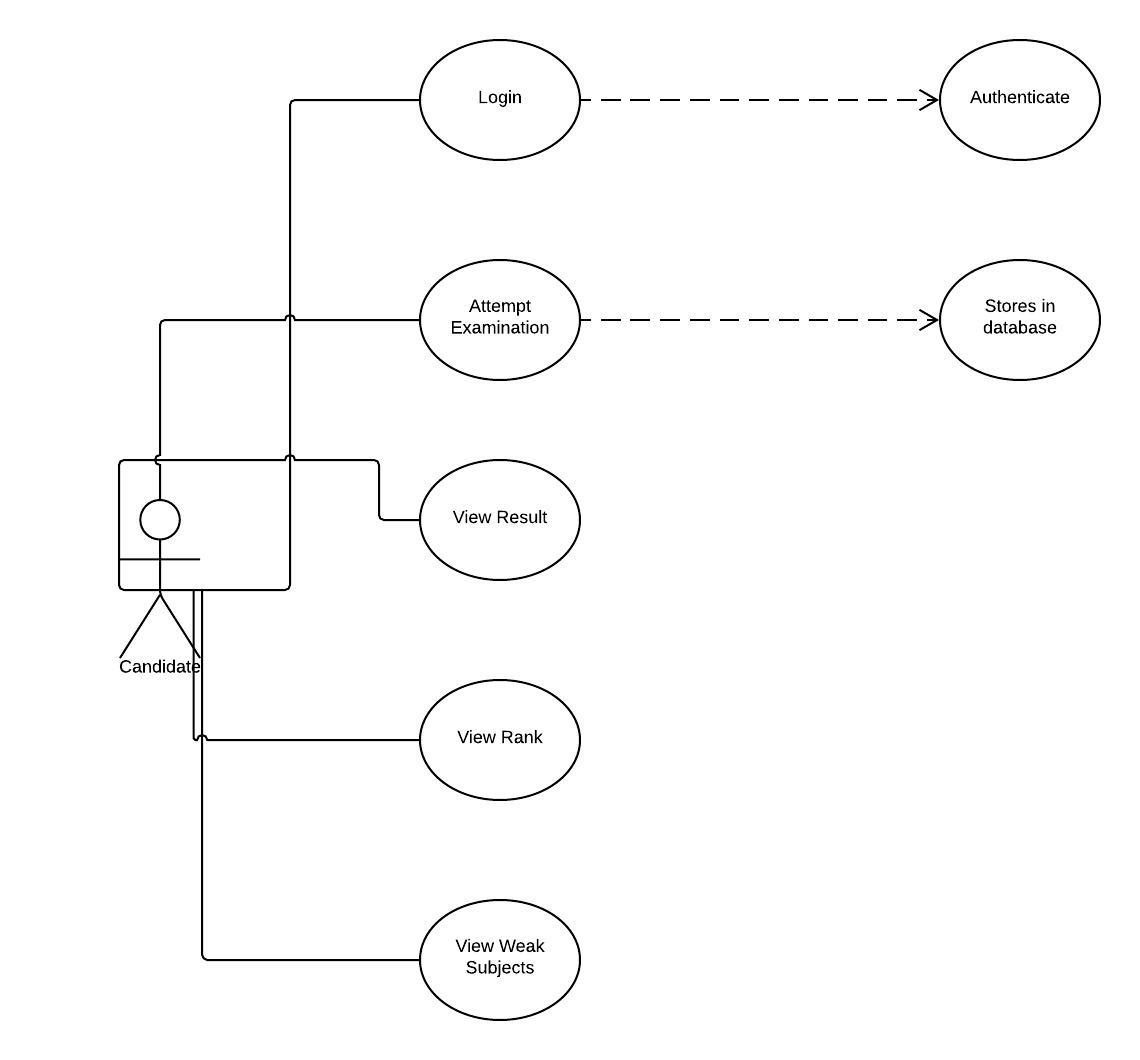 Login
Authenticate
Attempt
Examination
Stores in
database
View Result
Candidate
View Rank
View Weak
Subjects